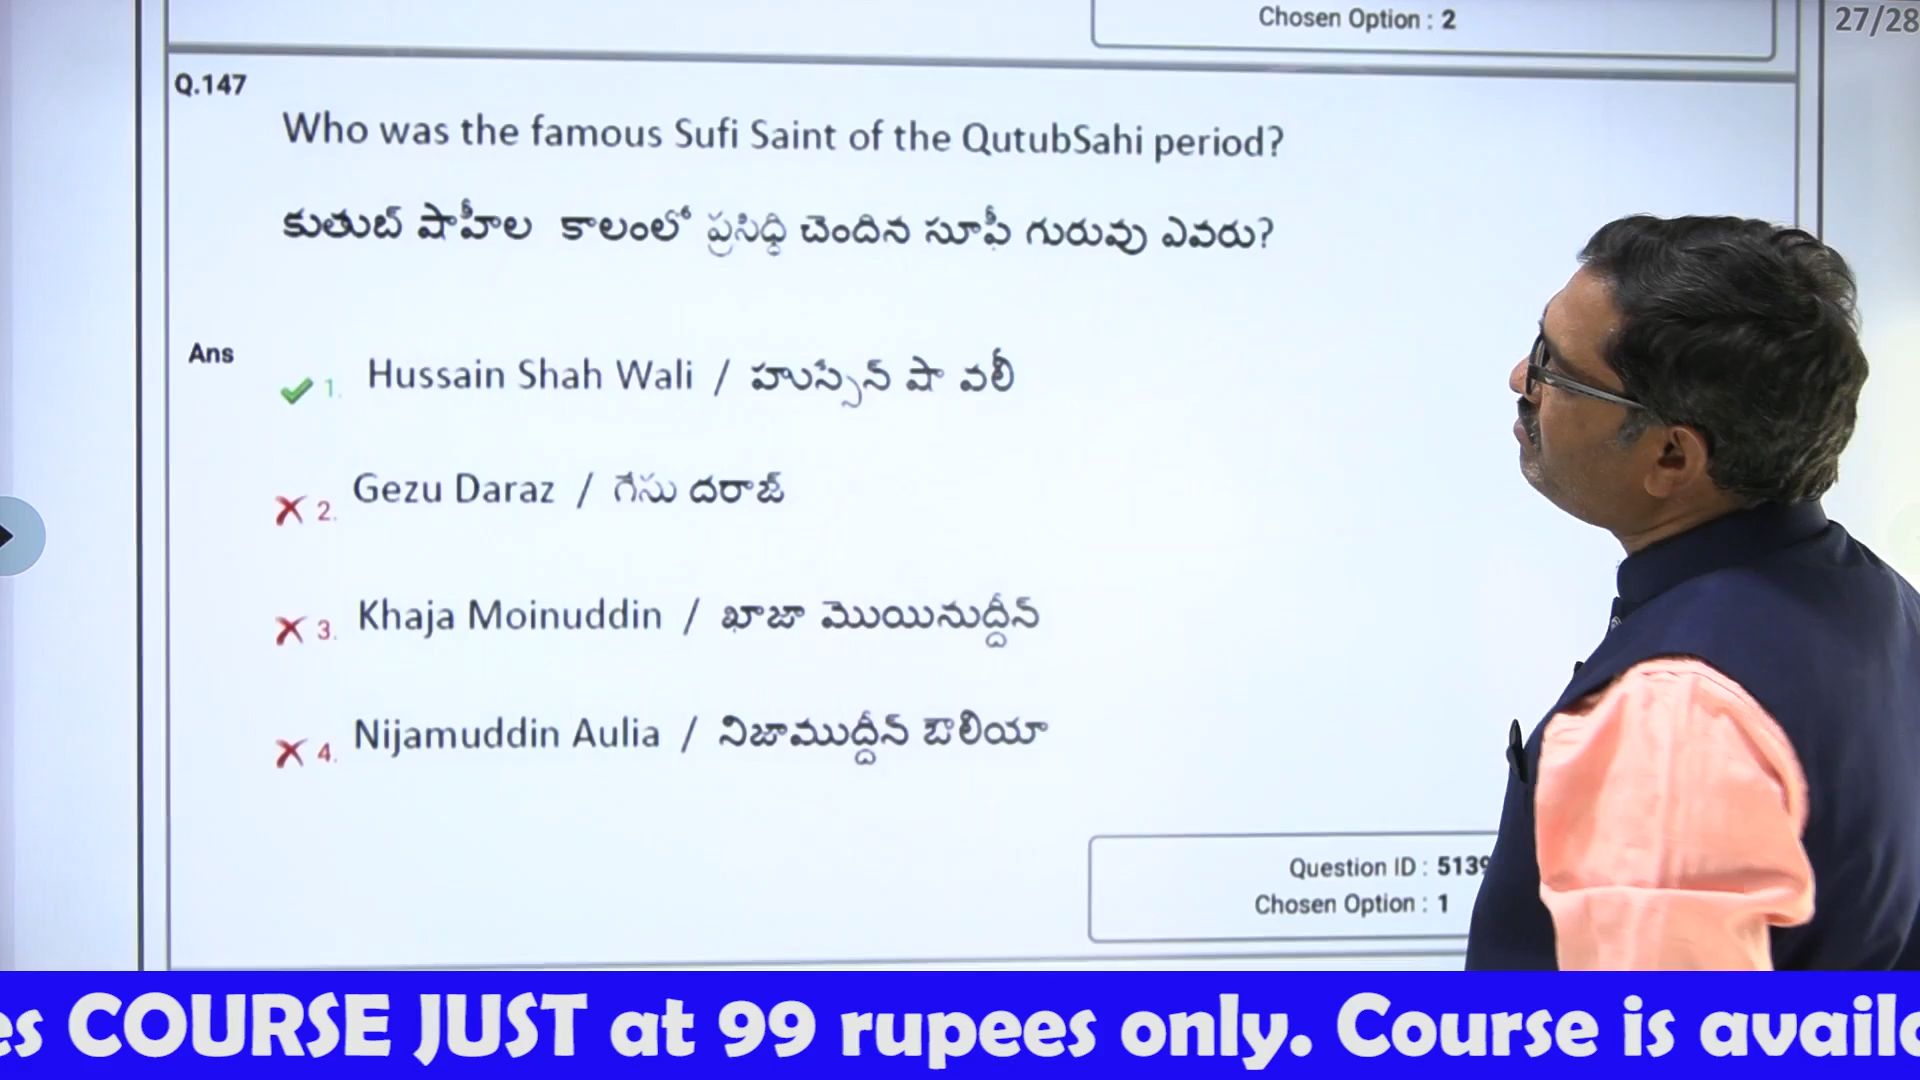 Chosen Option : 2
27/28
Q.147
Who was the famous Sufi Saint of the QutubSahi period?
కుతుబ్ షాహీల కాలంలో ప్రసిద్ధి చెందిన సూఫీ గురువు ఎవరు?
Ans
1. Hussain Shah Wali / హుస్సేన్ షా వలీ
2. Gezu Daraz / గేసు దరాజ్
3. Khaja Moinuddin / ఖాజా మొయినుద్దీన్
4. Nijamuddin Aulia / నిజాముద్దీన్ ఔలియా
Question ID : 5139
Chosen Option : 1
es COURSE JUST at 99 rupees only. Course is availa